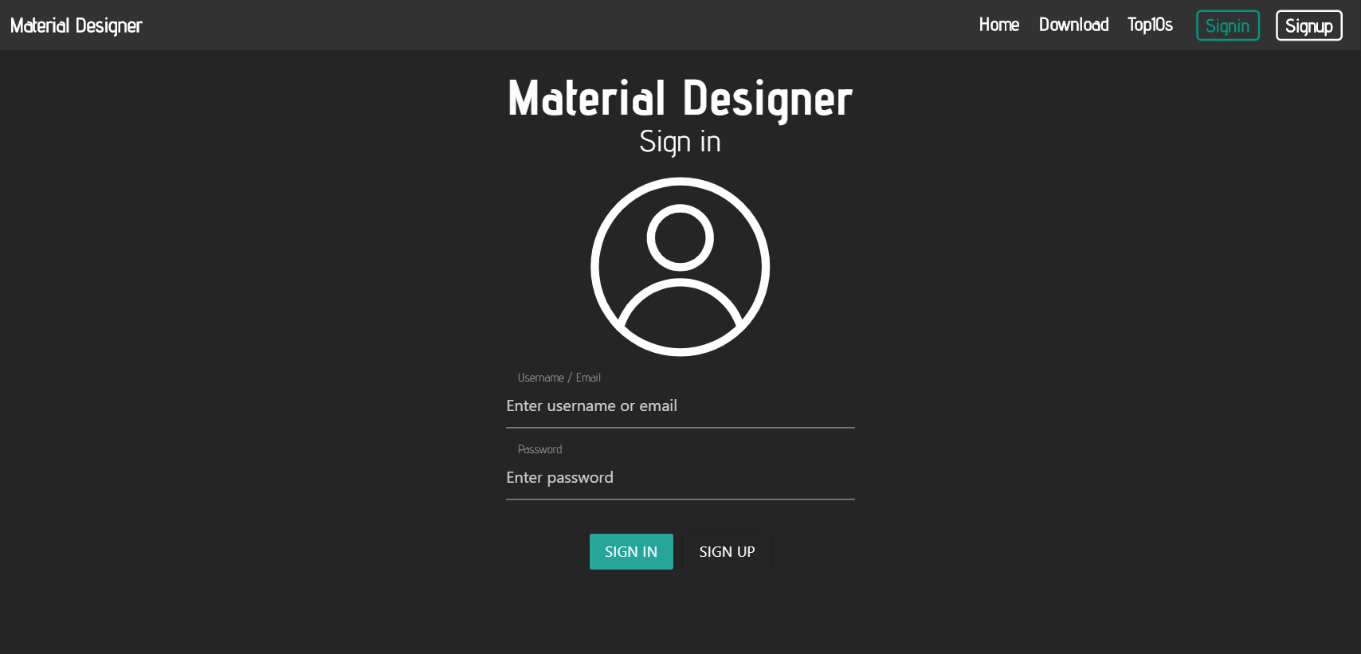 Material Designer Home Download Top10s Signin Signup
Material Designer
Sign in
Username / Email
Enter username or email
Password
Enter password
SIGN IN SIGN UP